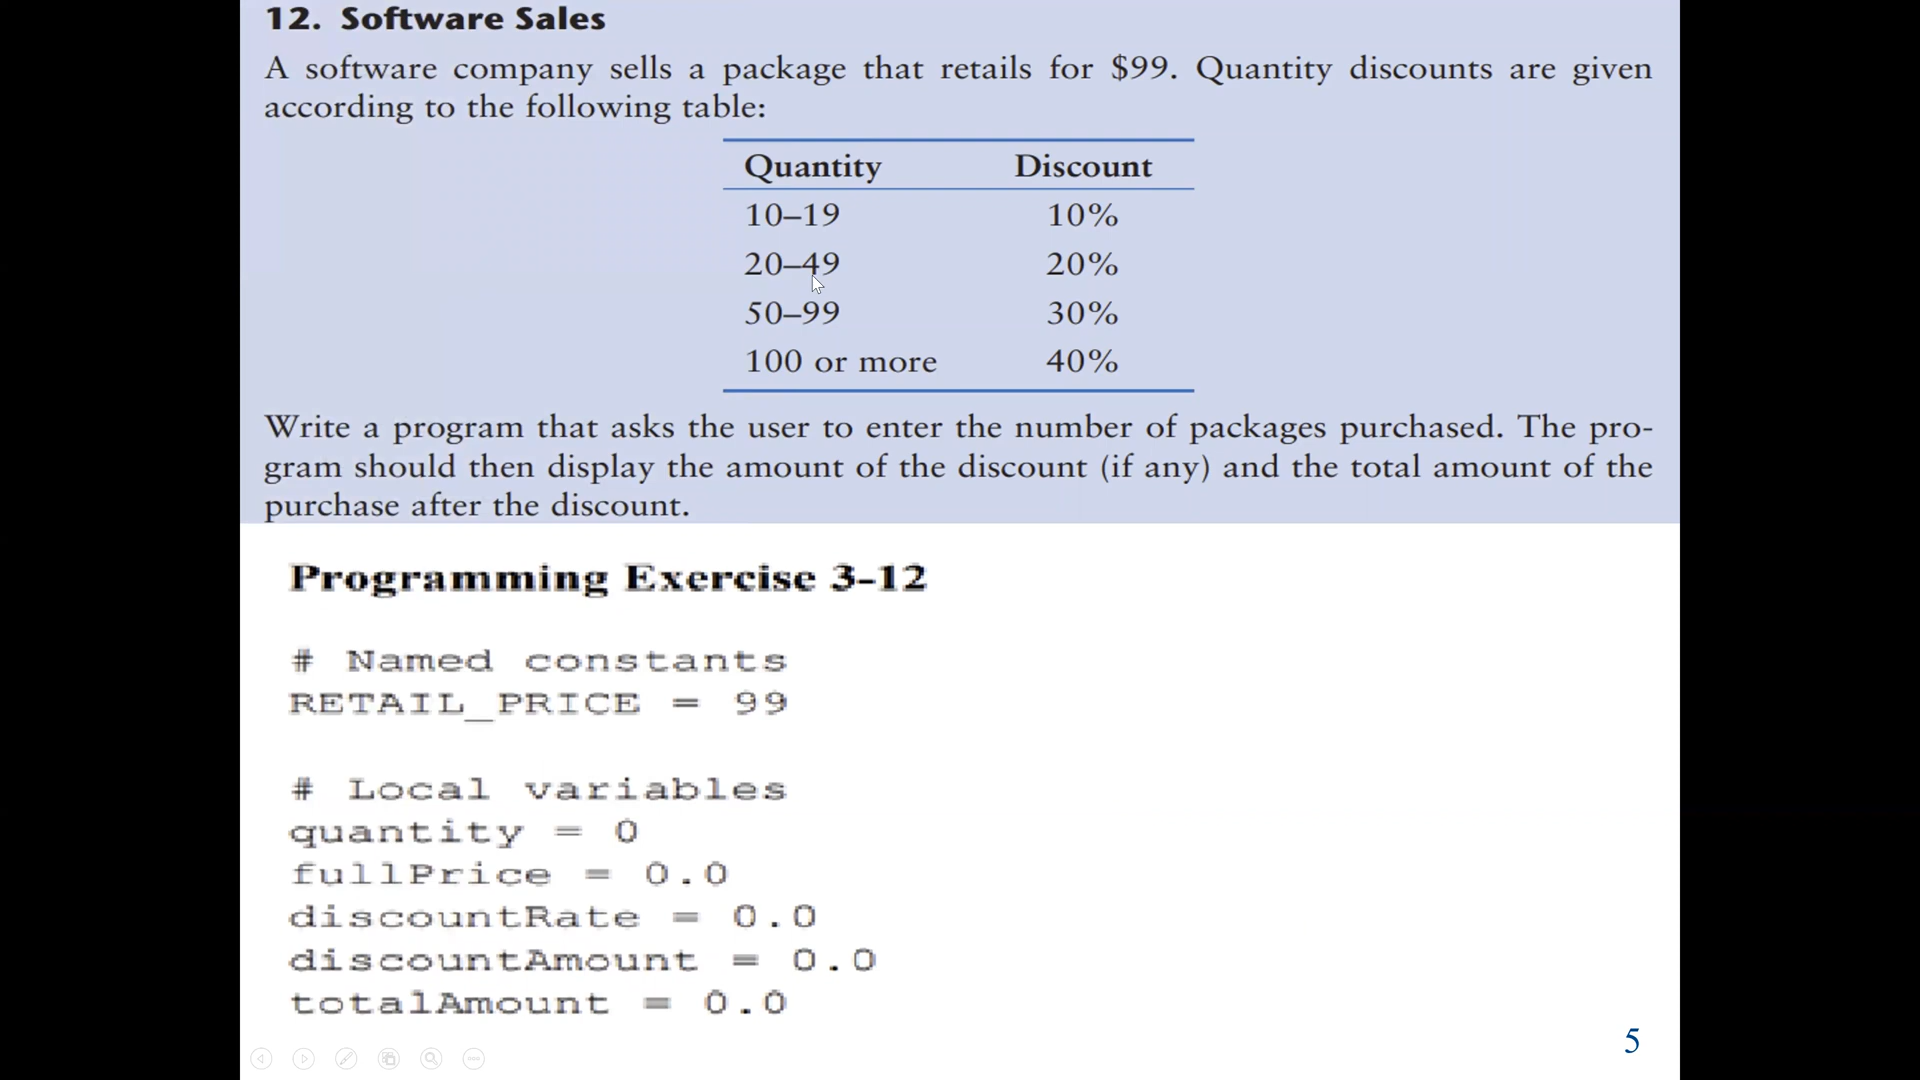 12. Software Sales
A software company sells a package that retails for $99. Quantity discounts are given
according to the following table:
Quantity Discount
10–19 10%
20–49 20%
50–99 30%
100 or more 40%
Write a program that asks the user to enter the number of packages purchased. The pro-
gram should then display the amount of the discount (if any) and the total amount of the
purchase after the discount.
Programming Exercise 3-12
# Named constants
RETAIL_PRICE = 99
# Local variables
quantity = 0
fullPrice = 0.0
discountRate = 0.0
discountAmount = 0.0
totalAmount = 0.0
5